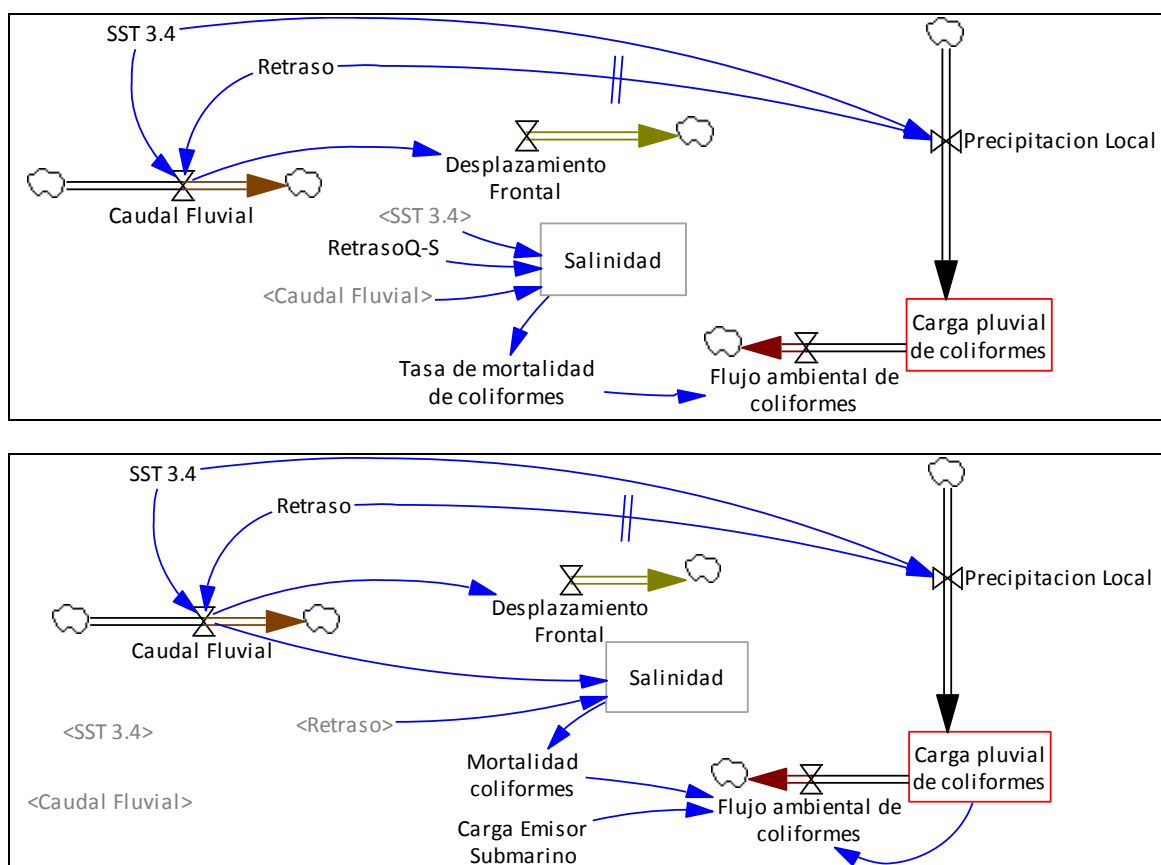 SST 3.4
Retraso
Precipitacion Local
Desplazamiento
Frontal
Caudal Fluvial
<SST 3.4>
RetrasoQ-S
Salinidad
<Caudal Fluvial>
Carga pluvial
de coliformes
Tasa de mortalidad
de coliformes
Flujo ambiental de
coliformes
SST 3.4
Retraso
Precipitacion Local
Desplazamiento
Frontal
Caudal Fluvial
Salinidad
<SST 3.4>
<Retraso>
Carga pluvial
de coliformes
Mortalidad
coliformes
<Caudal Fluvial>
Flujo ambiental de
coliformes
Carga Emisor
Submarino